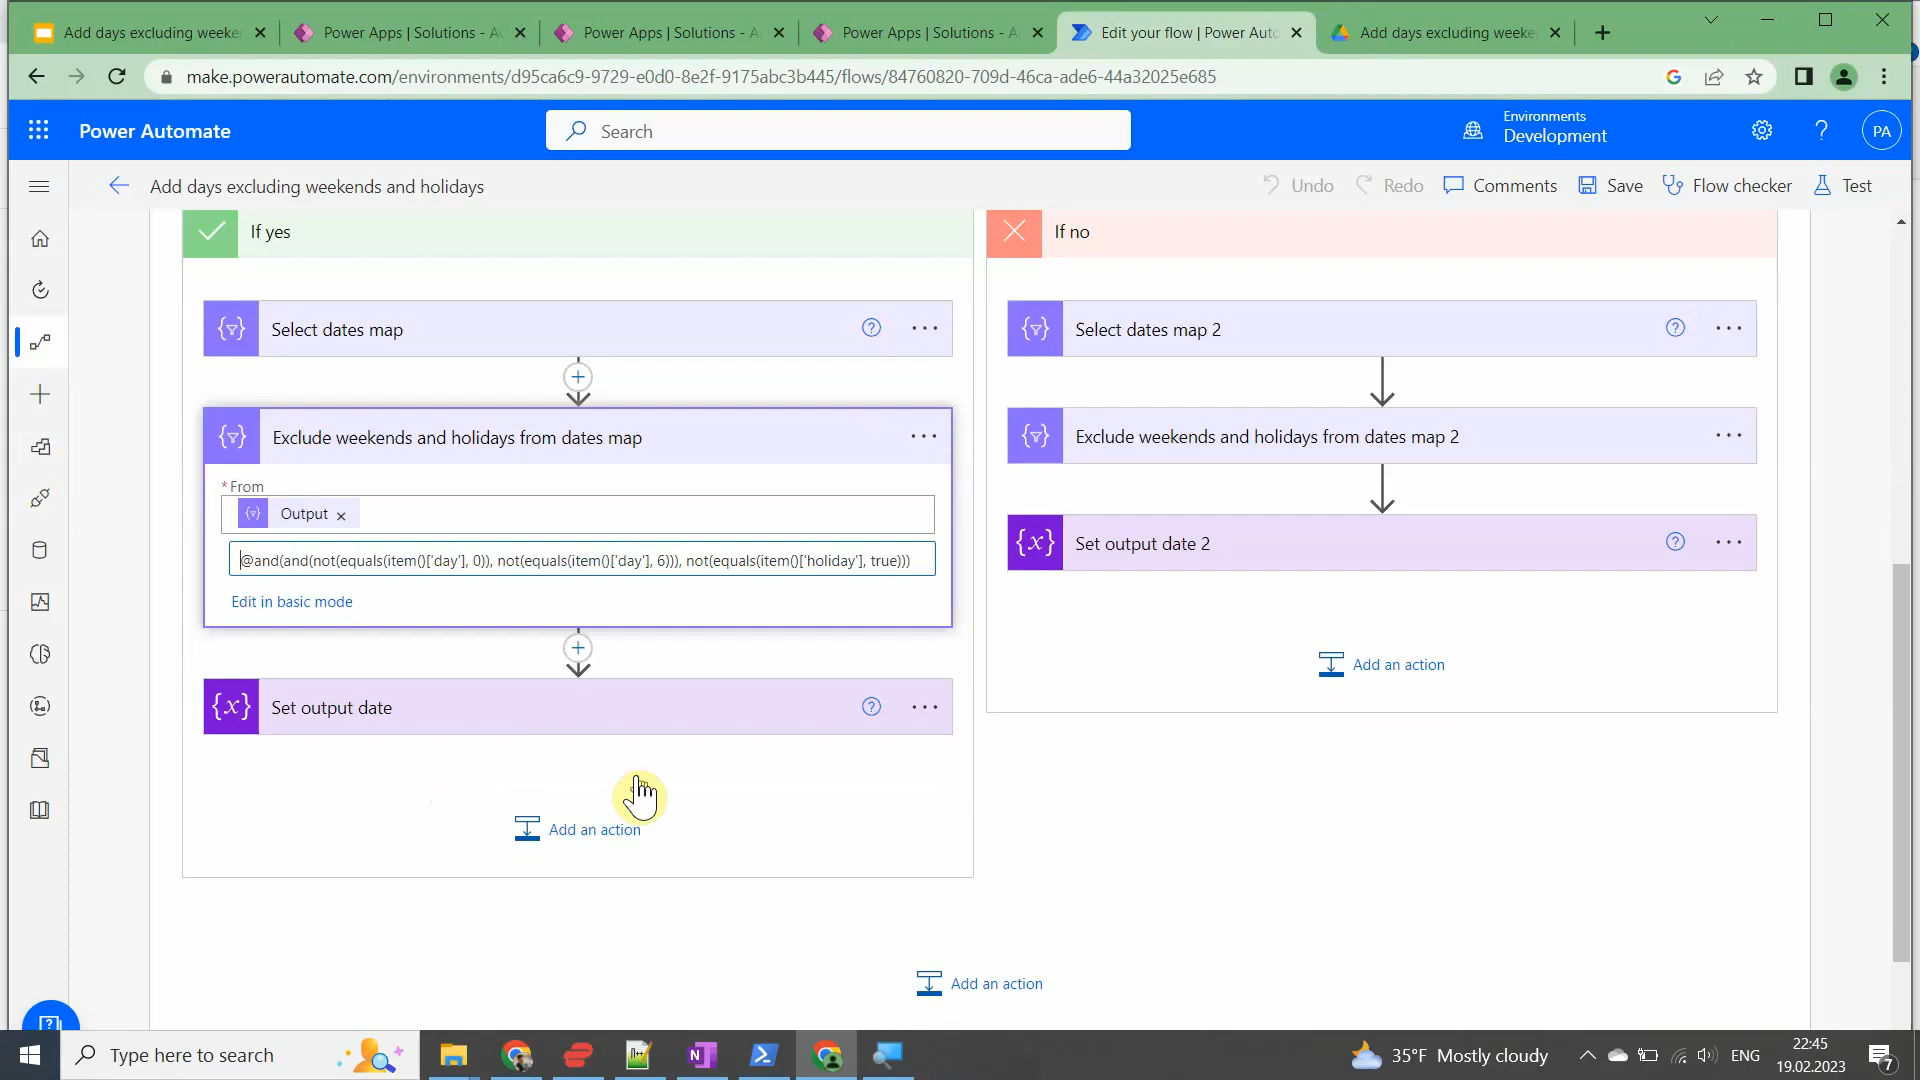 Add days excluding weeke
Power Apps | Solutions - A
Power Apps | Solutions - A
Power Apps | Solutions - A
Edit your flow | Power Auto
Add days excluding weeke
make.powerautomate.com/environments/d95ca6c9-9729-e0d0-8e2f-9175abc3b445/flows/84760820-709d-46ca-ade6-44a32025e685
Power Automate
Search
Environments
Development
PA
Add days excluding weekends and holidays
Undo
Redo
Comments
Save
Flow checker
Test
If yes
If no
Select dates map
Select dates map 2
Exclude weekends and holidays from dates map
Exclude weekends and holidays from dates map 2
* From
Output
@and(and(not(equals(item()['day'], 0)), not(equals(item()['day'], 6))), not(equals(item()['holiday'], true)))
Edit in basic mode
Set output date 2
Add an action
Set output date
Add an action
Add an action
Type here to search
35°F Mostly cloudy
ENG
22:45
19.02.2023
7